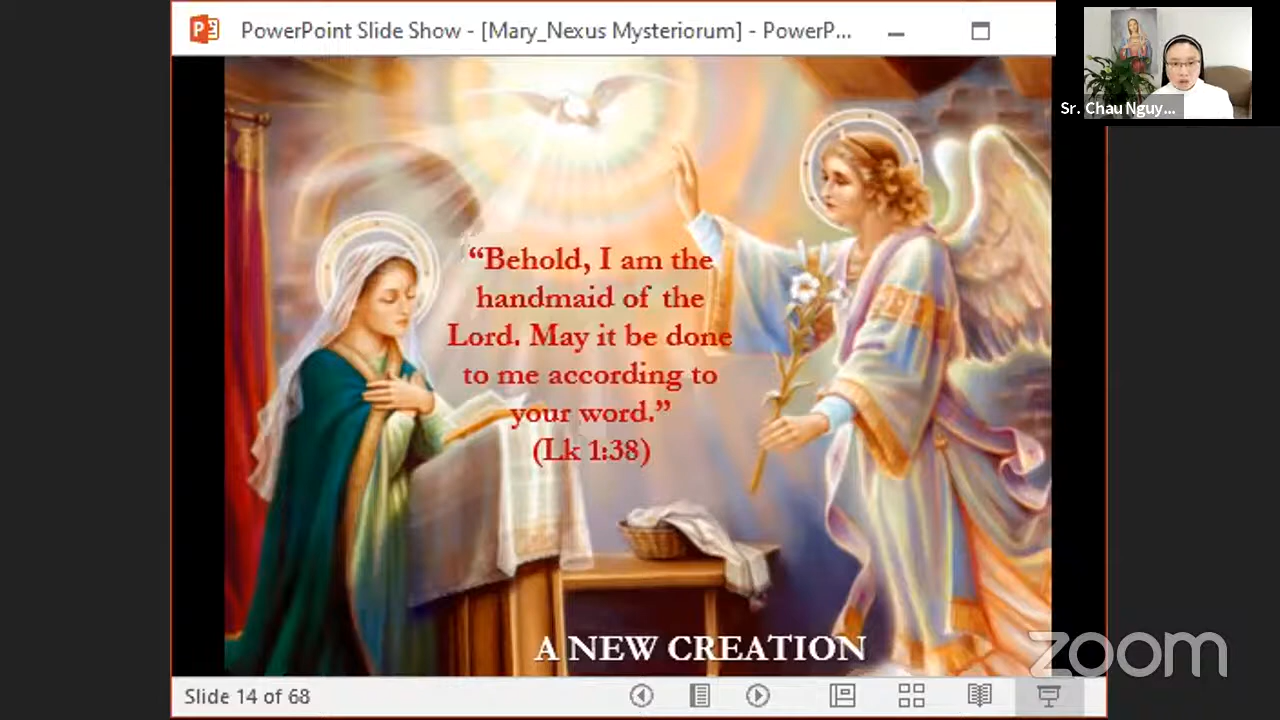 PowerPoint Slide Show - [Mary_Nexus Mysteriorum] - PowerP...
Sr. Chau Nguy...
“Behold, I am the
handmaid of the
Lord. May it be done
to me according to
your word.”
(Lk 1:38)
A NEW CREATION
zoom
Slide 14 of 68